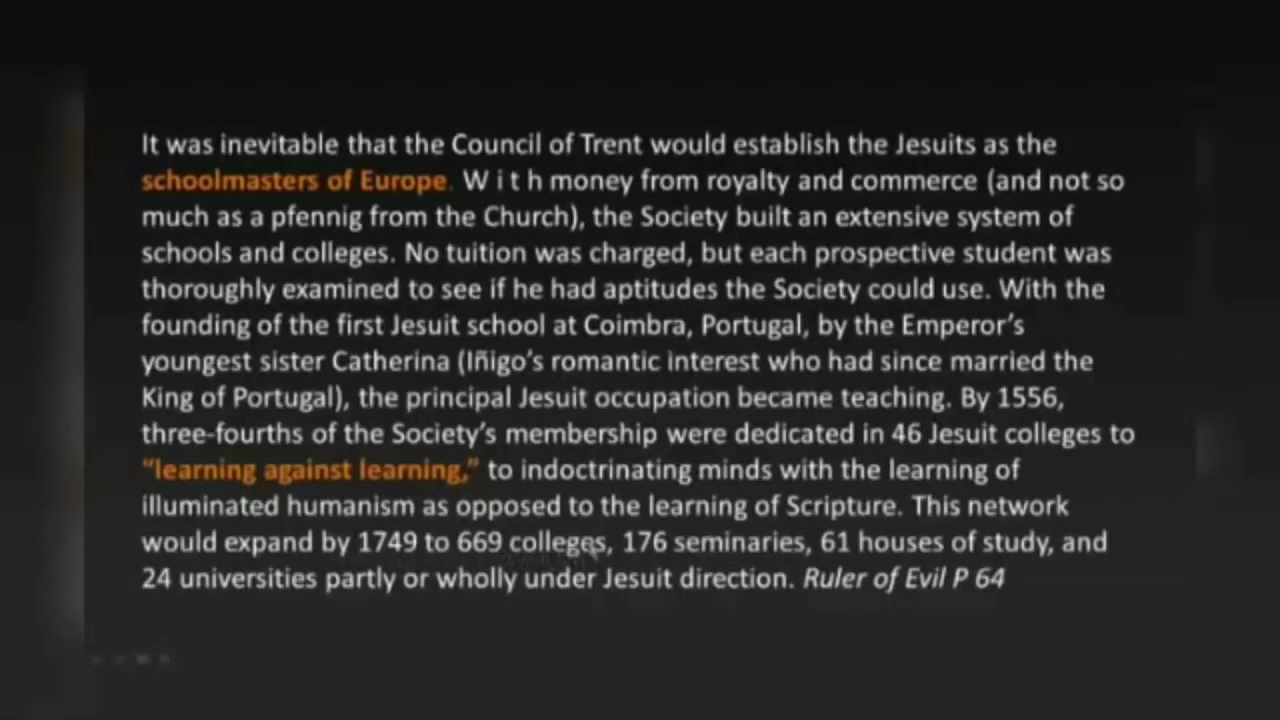 It was inevitable that the Council of Trent would establish the Jesuits as the
schoolmasters of Europe. W i t h money from royalty and commerce (and not so
much as a pfennig from the Church), the Society built an extensive system of
schools and colleges. No tuition was charged, but each prospective student was
thoroughly examined to see if he had aptitudes the Society could use. With the
founding of the first Jesuit school at Coimbra, Portugal, by the Emperor’s
youngest sister Catherina (Iñigo’s romantic interest who had since married the
King of Portugal), the principal Jesuit occupation became teaching. By 1556,
three-fourths of the Society’s membership were dedicated in 46 Jesuit colleges to
“learning against learning,” to indoctrinating minds with the learning of
illuminated humanism as opposed to the learning of Scripture. This network
would expand by 1749 to 669 colleges, 176 seminaries, 61 houses of study, and
24 universities partly or wholly under Jesuit direction. Ruler of Evil P 64